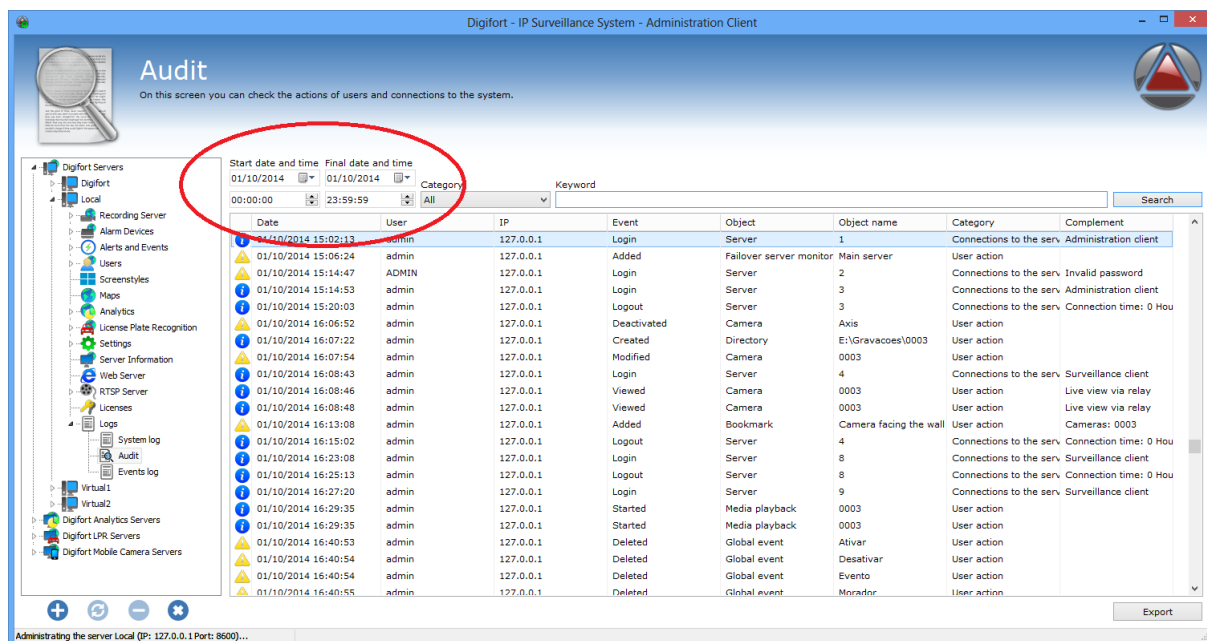 Digifort - IP Surveillance System - Administration Client
Audit
On this screen you can check the actions of users and connections to the system.
Digifort Servers
Digifort
Local
Recording Server
Alarm Devices
Alerts and Events
Users
Screenstyles
Maps
Analytics
License Plate Recognition
Settings
Server Information
Web Server
RTSP Server
Licenses
Logs
System log
Audit
Events log
Virtual1
Virtual2
Digifort Analytics Servers
Digifort LPR Servers
Digifort Mobile Camera Servers
Start date and time Final date and time
01/10/2014 01/10/2014 Category Keyword
00:00:00 23:59:59 All Search
Date User IP Event Object Object name Category Complement
01/10/2014 15:02:13 admin 127.0.0.1 Login Server 1 Connections to the serv Administration client
01/10/2014 15:06:24 admin 127.0.0.1 Added Failover server monitor Main server User action
01/10/2014 15:14:47 ADMIN 127.0.0.1 Login Server 2 Connections to the serv Invalid password
01/10/2014 15:14:53 admin 127.0.0.1 Login Server 3 Connections to the serv Administration client
01/10/2014 15:20:03 admin 127.0.0.1 Logout Server 3 Connections to the serv Connection time: 0 Hou
01/10/2014 16:06:52 admin 127.0.0.1 Deactivated Camera Axis User action
01/10/2014 16:07:22 admin 127.0.0.1 Created Directory E:\Gravacoes\0003 User action
01/10/2014 16:07:54 admin 127.0.0.1 Modified Camera 0003 User action
01/10/2014 16:08:43 admin 127.0.0.1 Login Server 4 Connections to the serv Surveillance client
01/10/2014 16:08:46 admin 127.0.0.1 Viewed Camera 0003 User action Live view via relay
01/10/2014 16:08:48 admin 127.0.0.1 Viewed Camera 0003 User action Live view via relay
01/10/2014 16:13:08 admin 127.0.0.1 Added Bookmark Camera facing the wall User action Cameras: 0003
01/10/2014 16:15:02 admin 127.0.0.1 Logout Server 4 Connections to the serv Connection time: 0 Hou
01/10/2014 16:23:08 admin 127.0.0.1 Login Server 8 Connections to the serv Surveillance client
01/10/2014 16:25:13 admin 127.0.0.1 Logout Server 8 Connections to the serv Connection time: 0 Hou
01/10/2014 16:27:20 admin 127.0.0.1 Login Server 9 Connections to the serv Surveillance client
01/10/2014 16:29:35 admin 127.0.0.1 Started Media playback 0003 User action
01/10/2014 16:29:35 admin 127.0.0.1 Started Media playback 0003 User action
01/10/2014 16:40:53 admin 127.0.0.1 Deleted Global event Ativar User action
01/10/2014 16:40:54 admin 127.0.0.1 Deleted Global event Desativar User action
01/10/2014 16:40:54 admin 127.0.0.1 Deleted Global event Evento User action
01/10/2014 16:40:55 admin 127.0.0.1 Deleted Global event Morador User action
Export
Administrating the server Local (IP: 127.0.0.1 Port: 8600)...